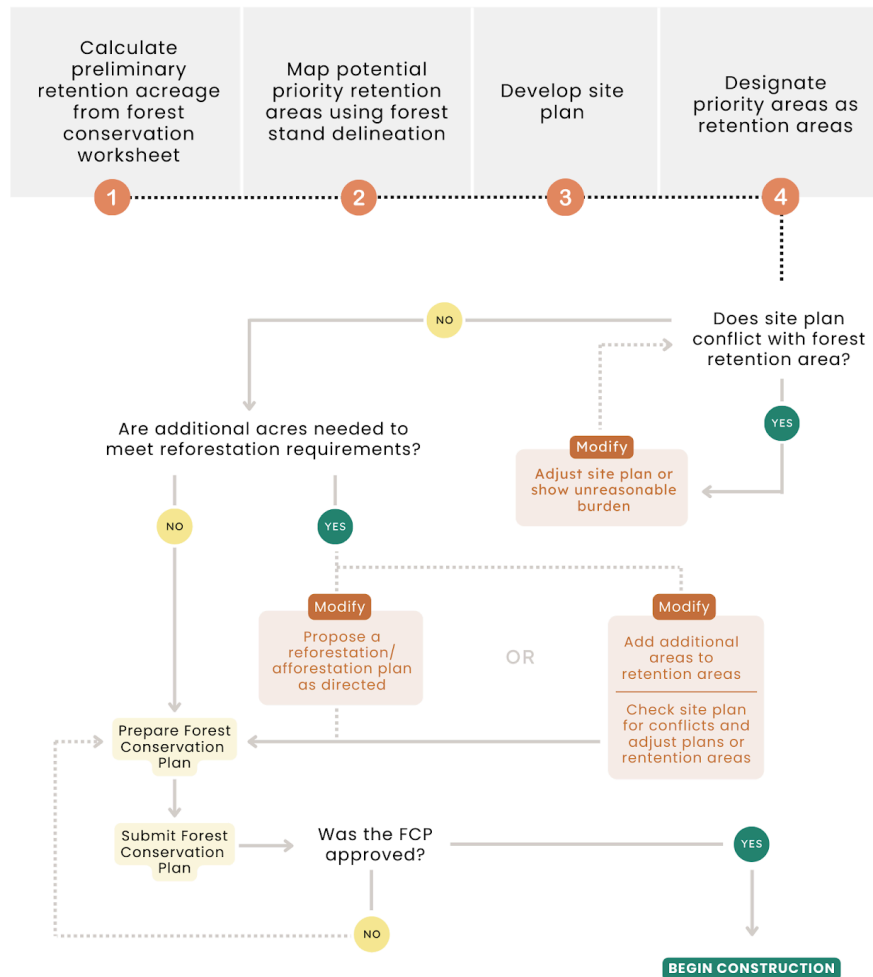 Calculate
preliminary
retention acreage
from forest
conservation
worksheet
Map potential
priority retention
areas using forest
stand delineation
Develop site
plan
Designate
priority areas as
retention areas
1
2
3
4
NO
Does site plan
conflict with forest
retention area?
YES
Modify
Adjust site plan or
show unreasonable
burden
Are additional acres needed to
meet reforestation requirements?
NO
YES
Modify
Propose a
reforestation/
afforestation plan
as directed
OR
Modify
Add additional
areas to
retention areas
Check site plan
for conflicts and
adjust plans or
rentention areas
Prepare Forest
Conservation
Plan
Submit Forest
Conservation
Plan
Was the FCP
approved?
YES
NO
BEGIN CONSTRUCTION